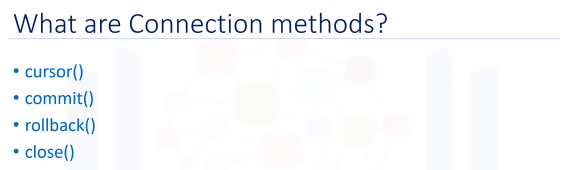 What are Connection methods?
• cursor()
• commit()
• rollback()
• close()